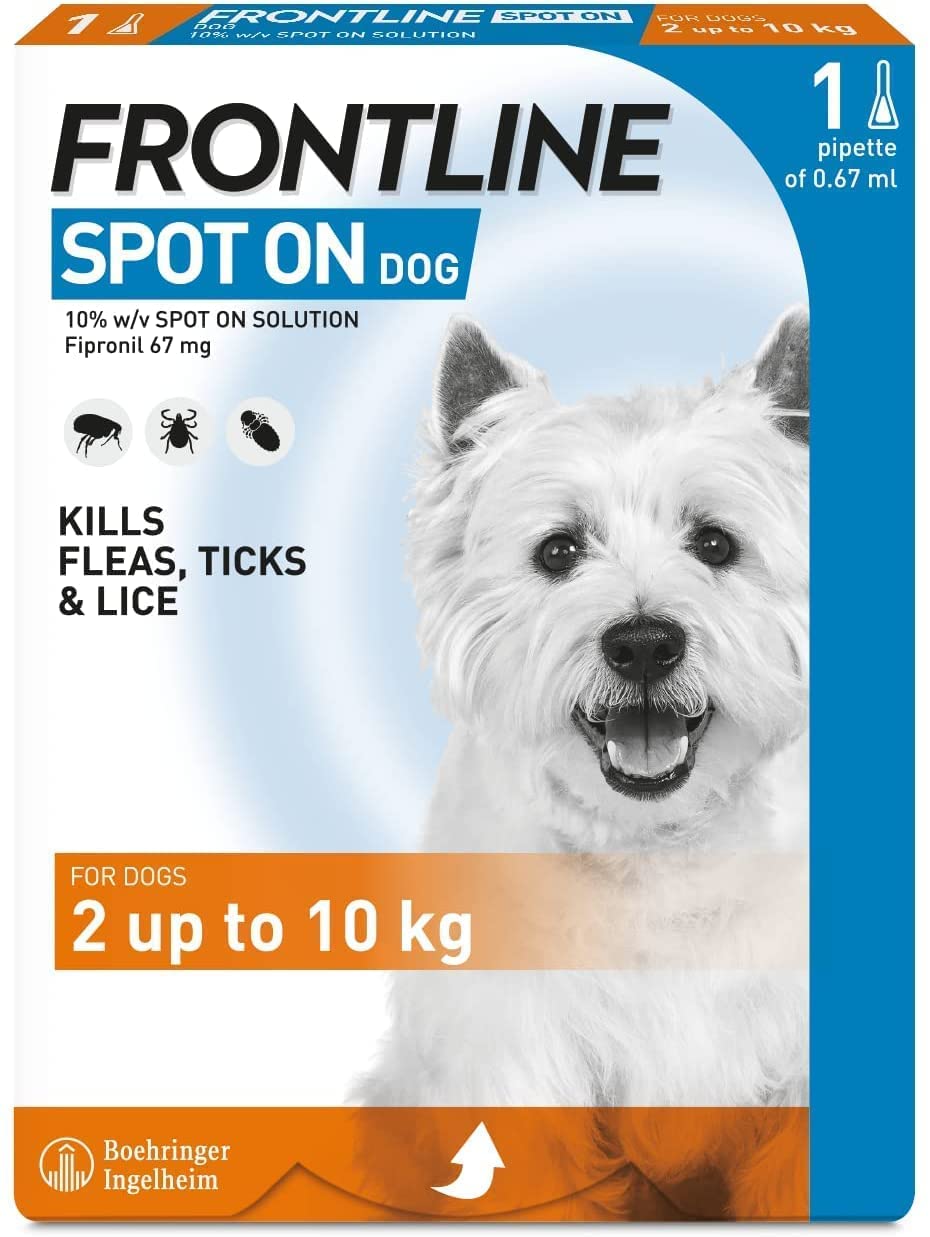 1
FRONTLINE SPOT ON
DOG
10% w/v SPOT ON SOLUTION
FOR DOGS
2 up to 10 kg
FRONTLINE
SPOT ON DOG
10% w/v SPOT ON SOLUTION
Fipronil 67 mg
1
pipette
of 0.67 ml
KILLS
FLEAS, TICKS
& LICE
FOR DOGS
2 up to 10 kg
Boehringer
Ingelheim